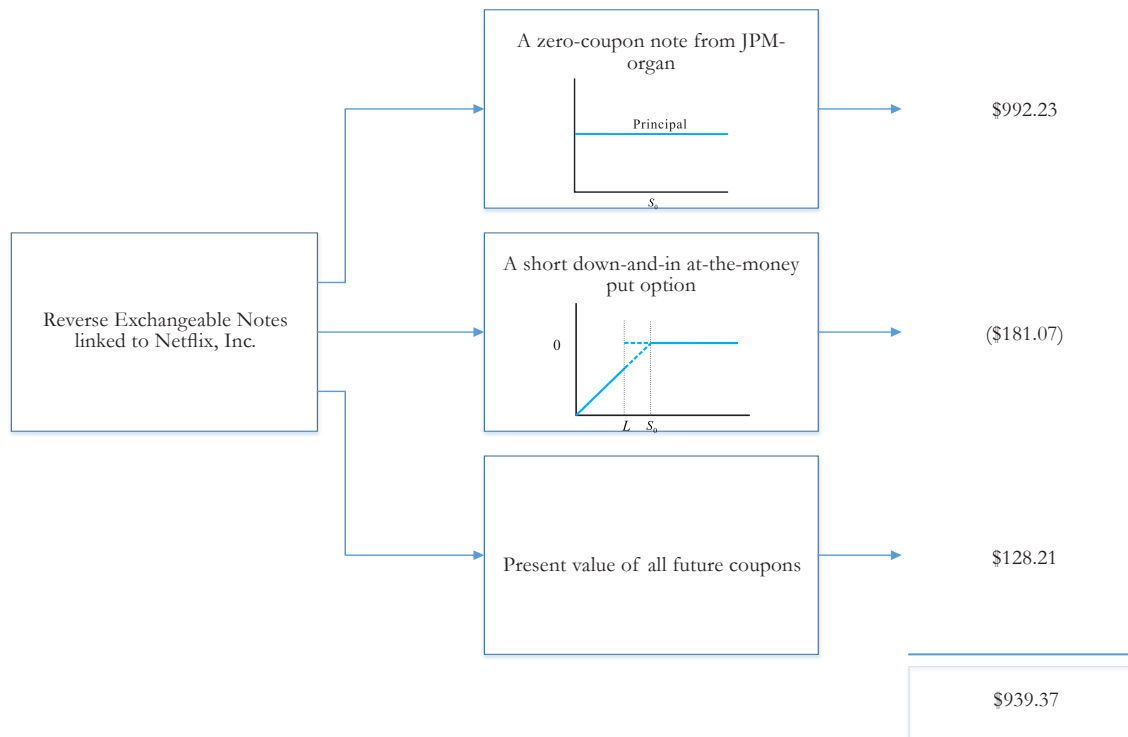 A zero-coupon note from JPM-
organ
Principal
S₀
$992.23
Reverse Exchangeable Notes
linked to Netflix, Inc.
A short down-and-in at-the-money
put option
0
L S₀
($181.07)
Present value of all future coupons
$128.21
$939.37